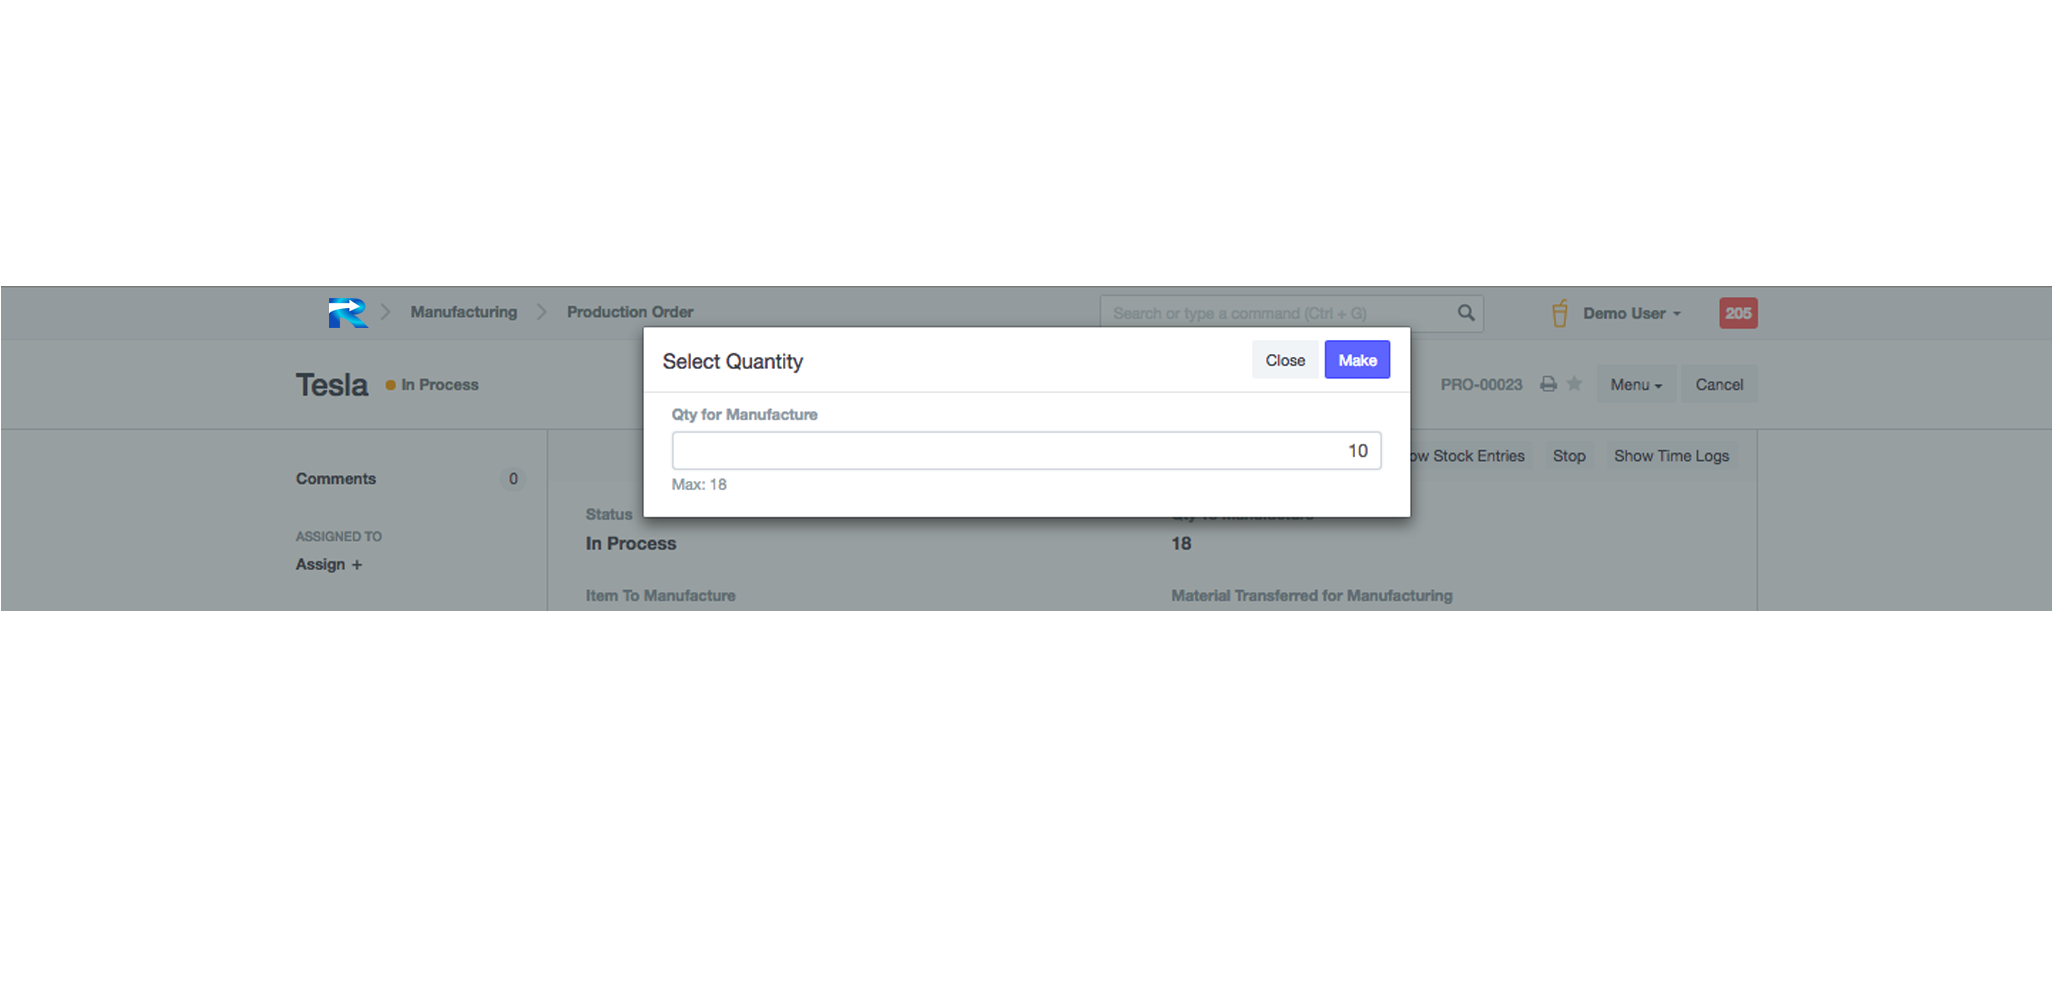 Manufacturing
Production Order
Search or type a command (Ctrl + G)
Demo User
205
Select Quantity
Close
Make
Tesla
In Process
PRO-00023
Menu
Cancel
Qty for Manufacture
10
Max: 18
Stock Entries
Stop
Show Time Logs
Comments
0
Status
In Process
18
ASSIGNED TO
Assign +
Item To Manufacture
Material Transferred for Manufacturing